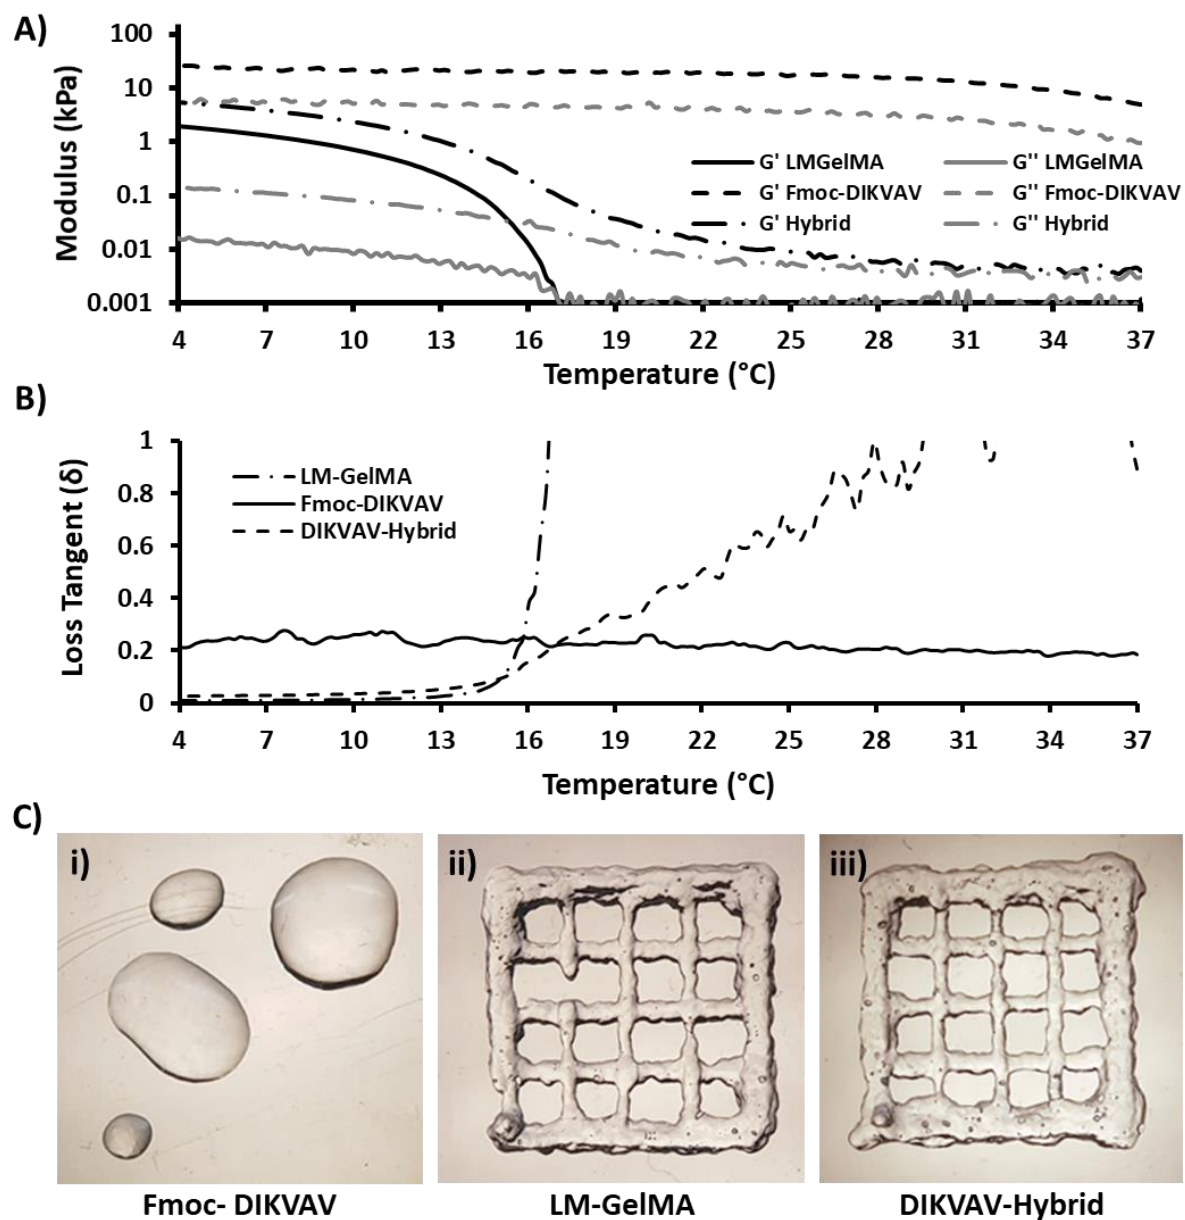 A)
Modulus (kPa)
100
10
1
0.1
0.01
0.001
G' LMGelMA
G'' LMGelMA
G' Fmoc-DIKVAV
G'' Fmoc-DIKVAV
G' Hybrid
G'' Hybrid
4 7 10 13 16 19 22 25 28 31 34 37
Temperature (°C)
B)
Loss Tangent (δ)
1
0.8
0.6
0.4
0.2
0
LM-GelMA
Fmoc-DIKVAV
DIKVAV-Hybrid
4 7 10 13 16 19 22 25 28 31 34 37
Temperature (°C)
C)
i)
ii)
iii)
Fmoc- DIKVAV
LM-GelMA
DIKVAV-Hybrid